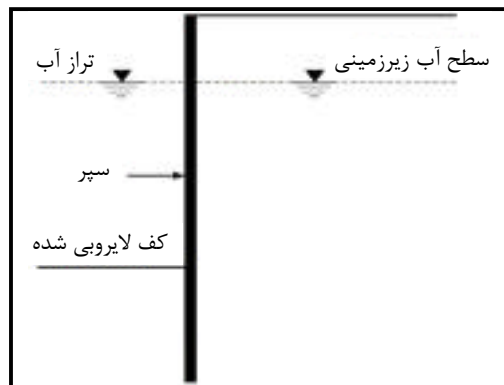 سطح آب زیرزمینی
تراز آب
سپر
کف لایروبی شده